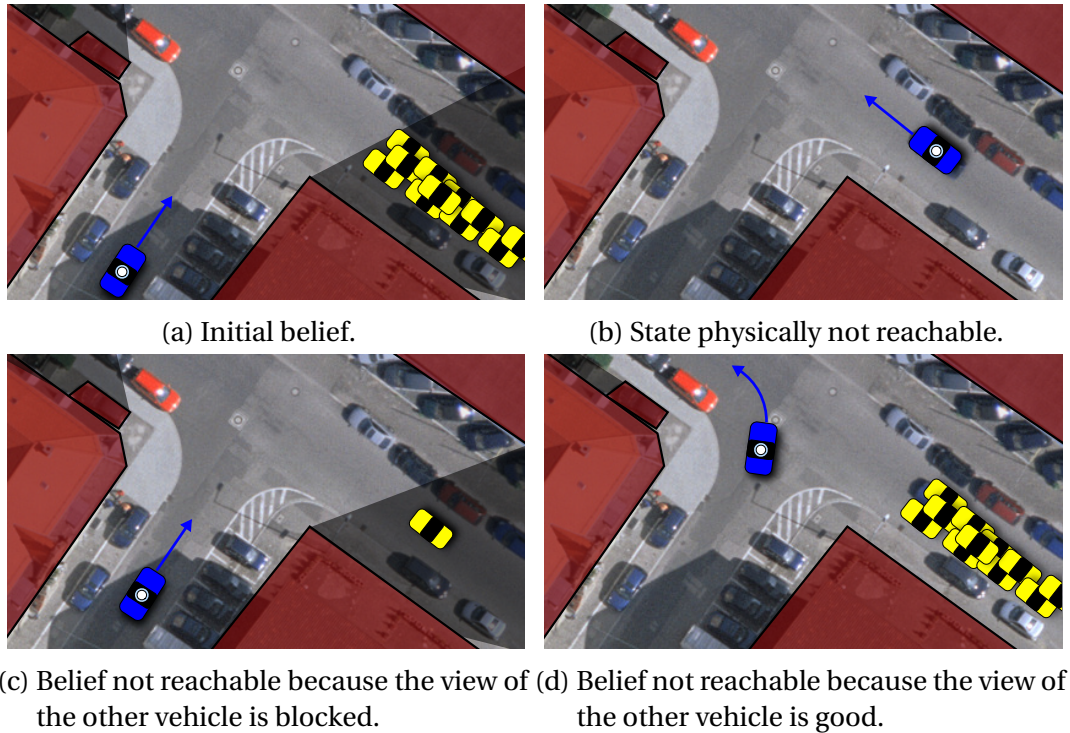 (a) Initial belief.
(b) State physically not reachable.
(c) Belief not reachable because the view of
the other vehicle is blocked.
(d) Belief not reachable because the view of
the other vehicle is good.